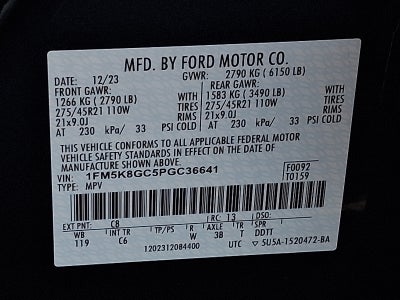 MFD. BY FORD MOTOR CO.
DATE: 12/23 GVWR: 2790 KG ( 6150 LB)
FRONT GAWR: REAR GAWR:
1266 KG ( 2790 LB) WITH 1583 KG ( 3490 LB) WITH
275/45R21 110W TIRES 275/45R21 110W TIRES
21x9.0J RIMS 21x9.0J RIMS
AT 230 kPa/ 33 PSI COLD AT 230 kPa/ 33 PSI COLD
THIS VEHICLE CONFORMS TO ALL APPLICABLE FEDERAL MOTOR
VEHICLE SAFETY STANDARDS IN EFFECT ON THE DATE OF
MANUFACTURE SHOWN ABOVE.
VIN: 1FM5K8GC5PGC36641 F0092
TYPE: MPV T0159
EXT PNT: C8 RC: 13 DSO:
WB INT TR TP/PS R AXLE TR SPR
119 C6 W 3B T DDTT
1202312084400 UTC ▽ SU5A-1520472-BA